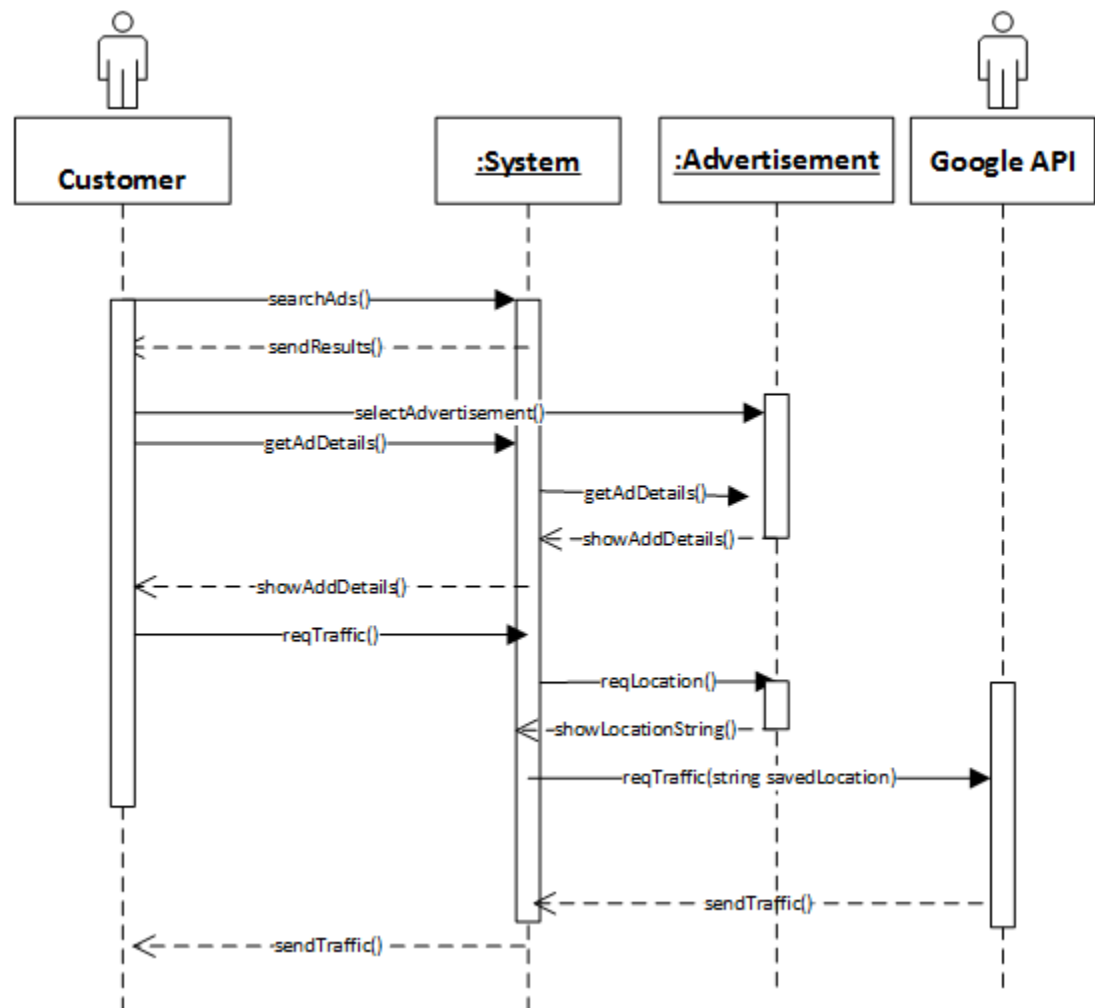 Customer
:System
:Advertisement
Google API
searchAds()
sendResults()
selectAdvertisement()
getAdDetails()
getAdDetails()
showAddDetails()
showAddDetails()
reqTraffic()
reqLocation()
showLocationString()
reqTraffic(string savedLocation)
sendTraffic()
sendTraffic()